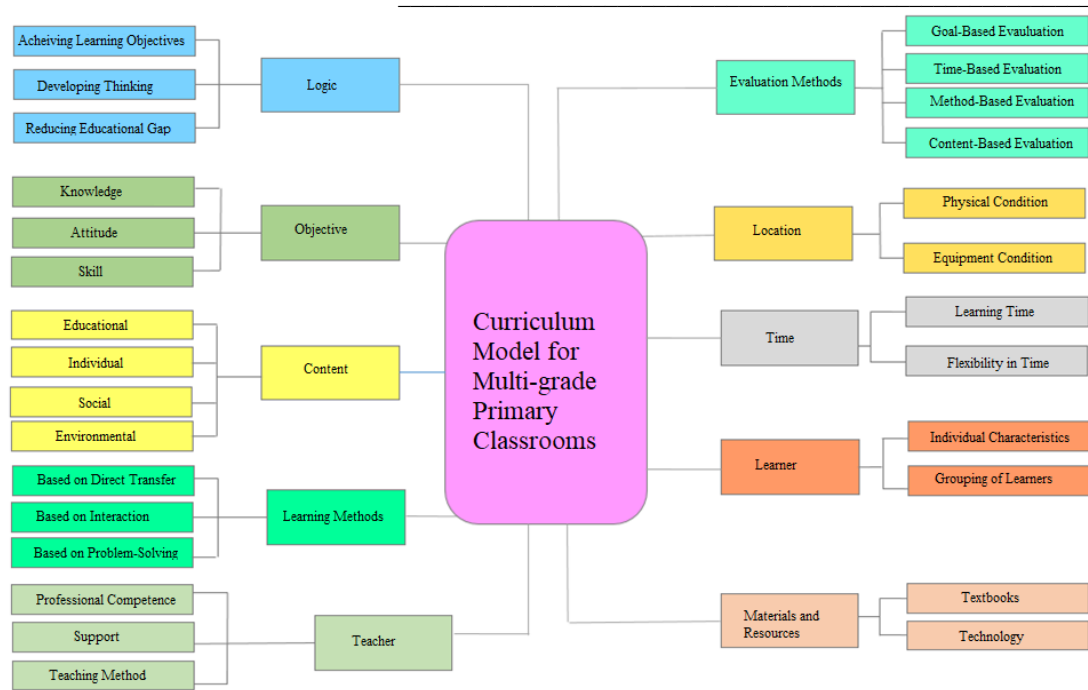 Acheiving Learning Objectives
Developing Thinking
Reducing Educational Gap
Logic
Knowledge
Attitude
Skill
Objective
Educational
Individual
Social
Environmental
Content
Based on Direct Transfer
Based on Interaction
Based on Problem-Solving
Learning Methods
Professional Competence
Support
Teaching Method
Teacher
Curriculum
Model for
Multi-grade
Primary
Classrooms
Evaluation Methods
Goal-Based Evauluation
Time-Based Evaluation
Method-Based Evaluation
Content-Based Evaluation
Location
Physical Condition
Equipment Condition
Time
Learning Time
Flexibility in Time
Learner
Individual Characteristics
Grouping of Learners
Materials and
Resources
Textbooks
Technology